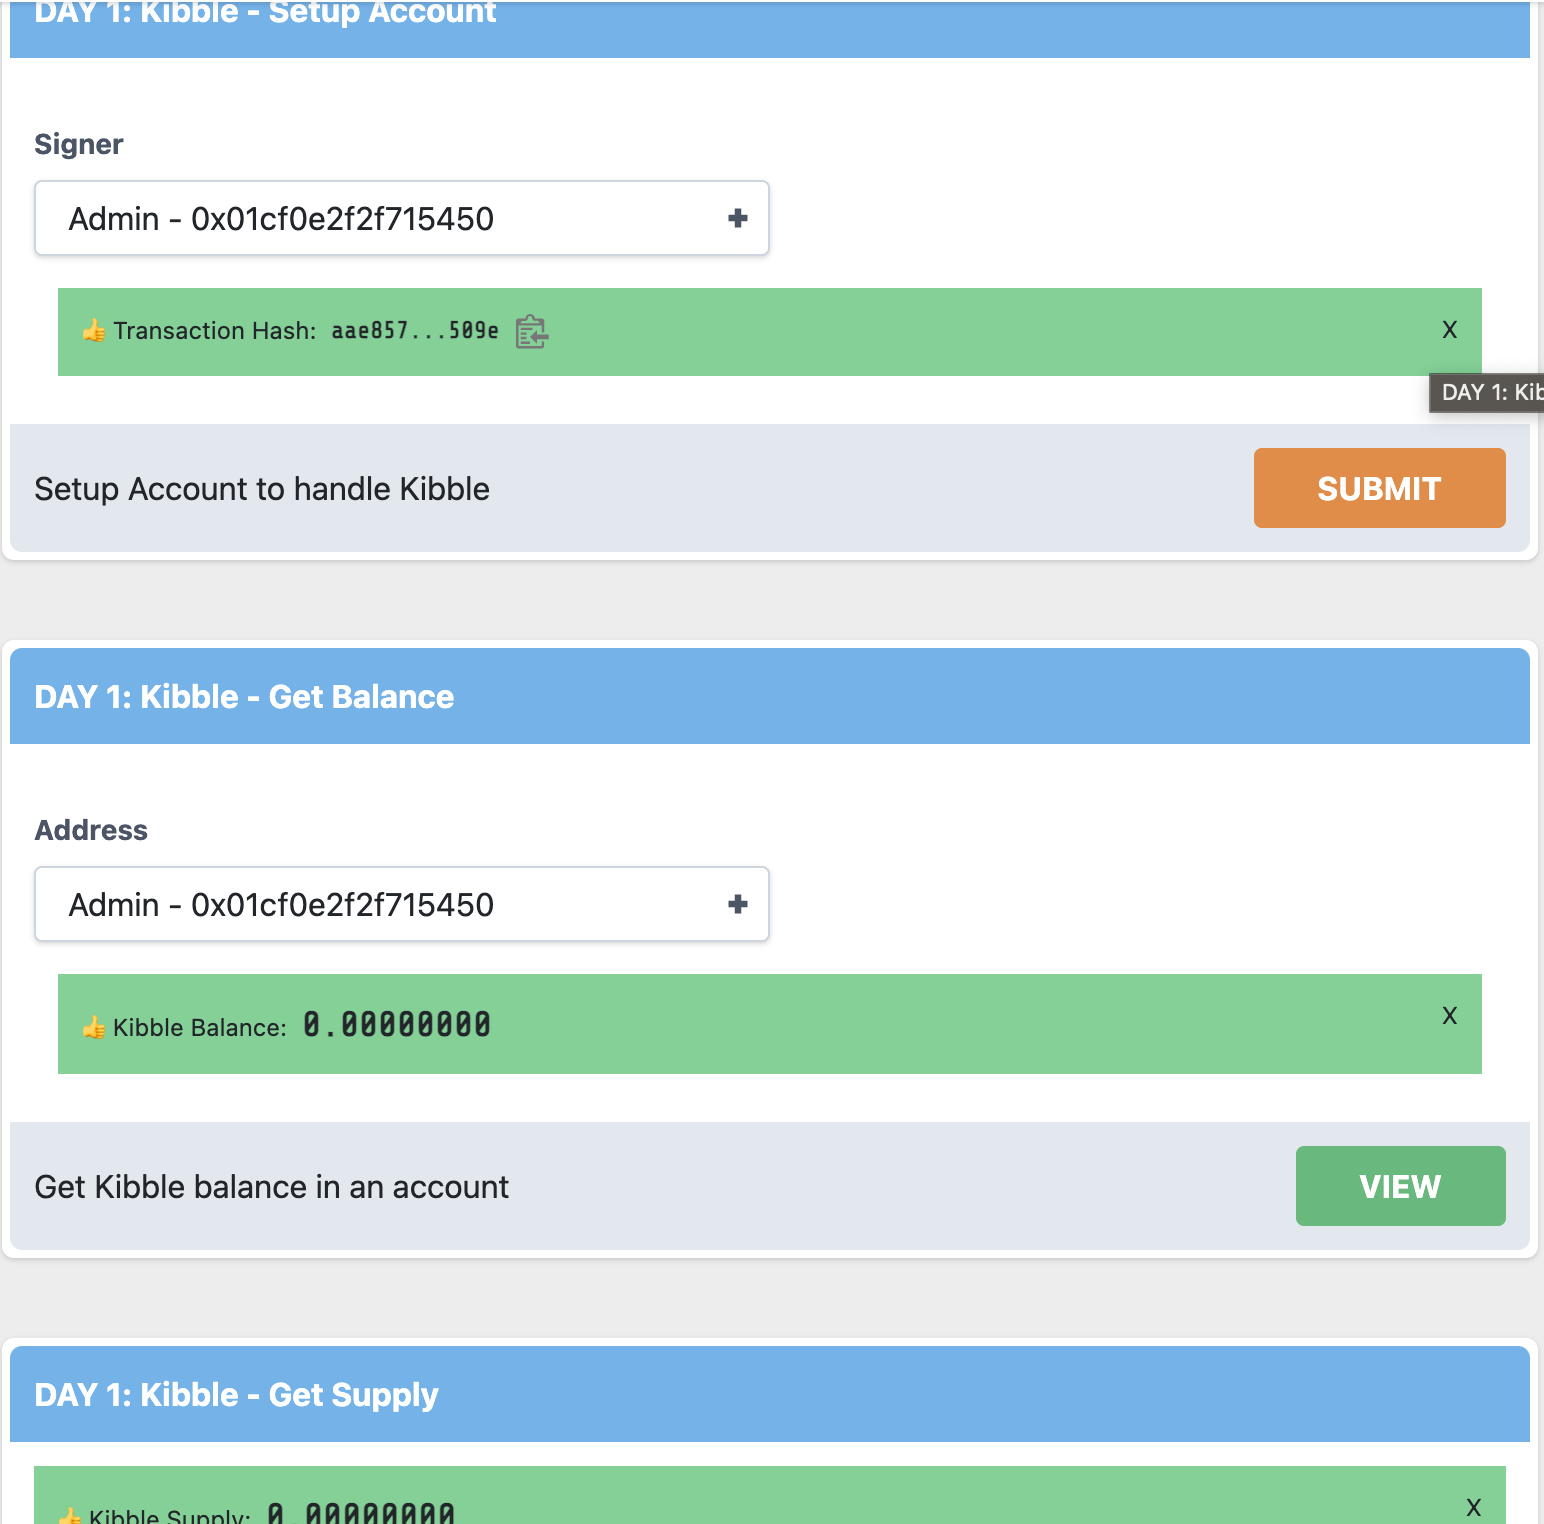 DAY 1: Kibble - Setup Account
Signer
Admin - 0x01cf0e2f2f715450 +
👍 Transaction Hash: aae857...509e X
DAY 1: Kib
Setup Account to handle Kibble SUBMIT
DAY 1: Kibble - Get Balance
Address
Admin - 0x01cf0e2f2f715450 +
👍 Kibble Balance: 0.00000000 X
Get Kibble balance in an account VIEW
DAY 1: Kibble - Get Supply
👍 Kibble Supply: 0.00000000 X